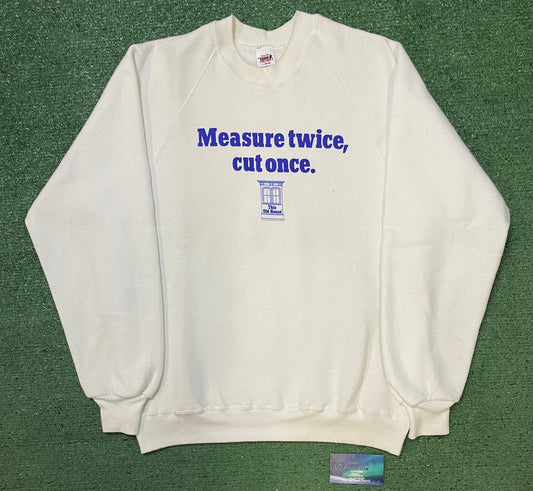 Measure twice,
cut once.
This
Old House